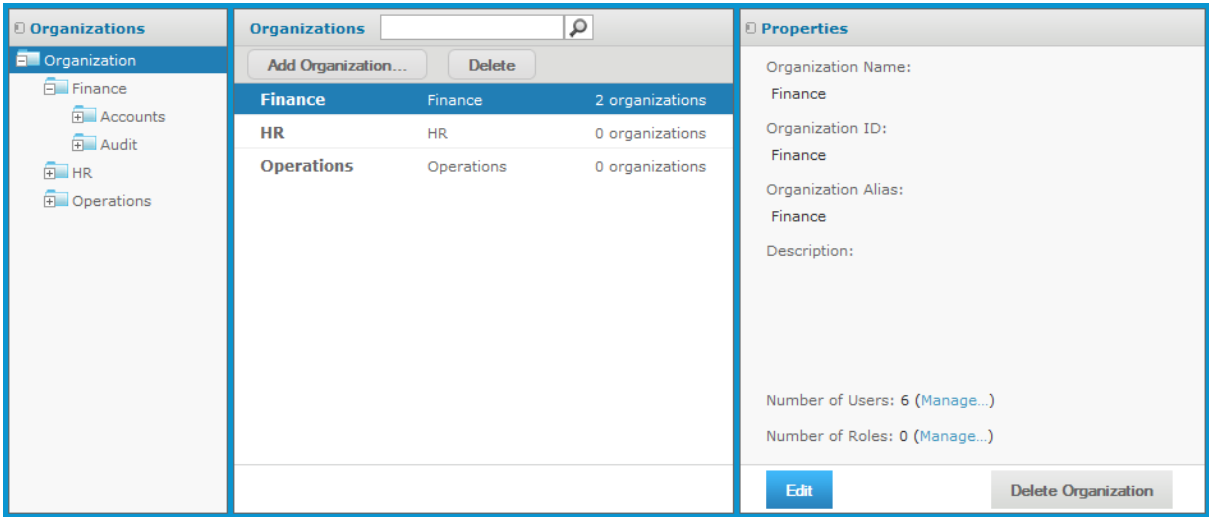 Organizations
Organization
Finance
Accounts
Audit
HR
Operations
Organizations
Add Organization... Delete
Finance Finance 2 organizations
HR HR 0 organizations
Operations Operations 0 organizations
Properties
Organization Name:
Finance
Organization ID:
Finance
Organization Alias:
Finance
Description:
Number of Users: 6 (Manage...)
Number of Roles: 0 (Manage...)
Edit Delete Organization